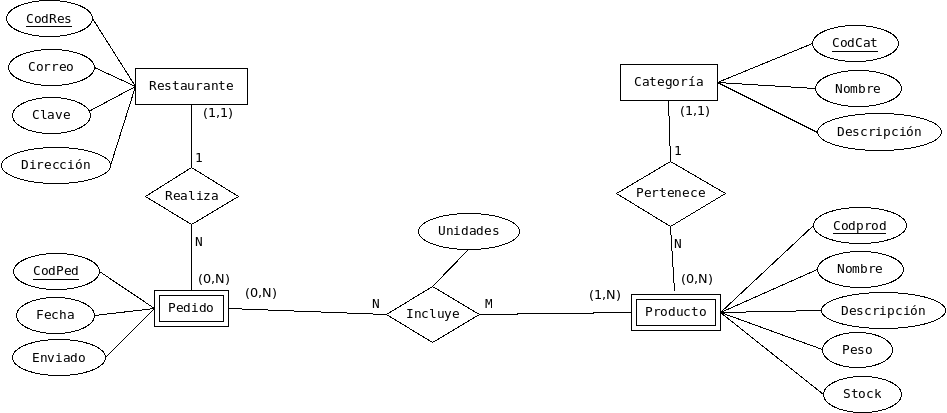 CodRes
Correo
Clave
Dirección
Restaurante
(1,1)
1
Realiza
N
(0,N)
CodPed
Fecha
Enviado
Pedido
(0,N)
N
Incluye
Unidades
M
(1,N)
Categoría
(1,1)
CodCat
Nombre
Descripción
1
Pertenece
N
(0,N)
Producto
Codprod
Nombre
Descripción
Peso
Stock